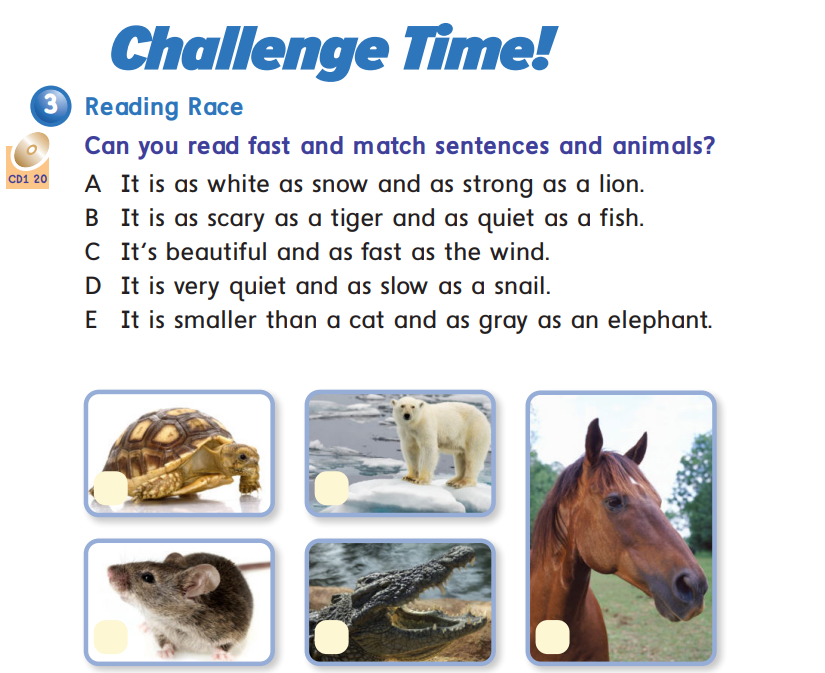 Challenge Time!
3 Reading Race
Can you read fast and match sentences and animals?
CD1 20
A It is as white as snow and as strong as a lion.
B It is as scary as a tiger and as quiet as a fish.
C It's beautiful and as fast as the wind.
D It is very quiet and as slow as a snail.
E It is smaller than a cat and as gray as an elephant.